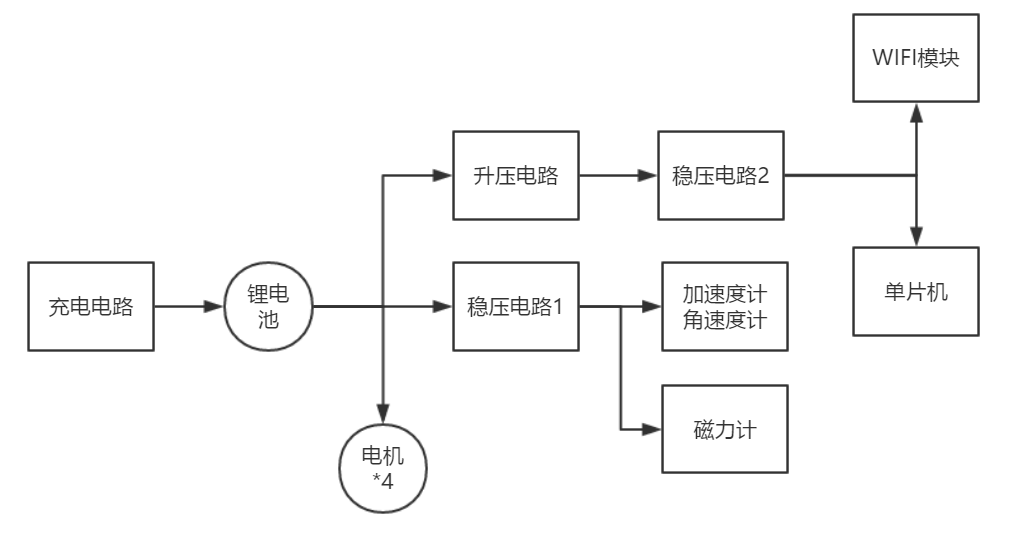 WIFI模块
升压电路
稳压电路2
充电电路
锂电
池
稳压电路1
加速度计
角速度计
单片机
电机
*4
磁力计